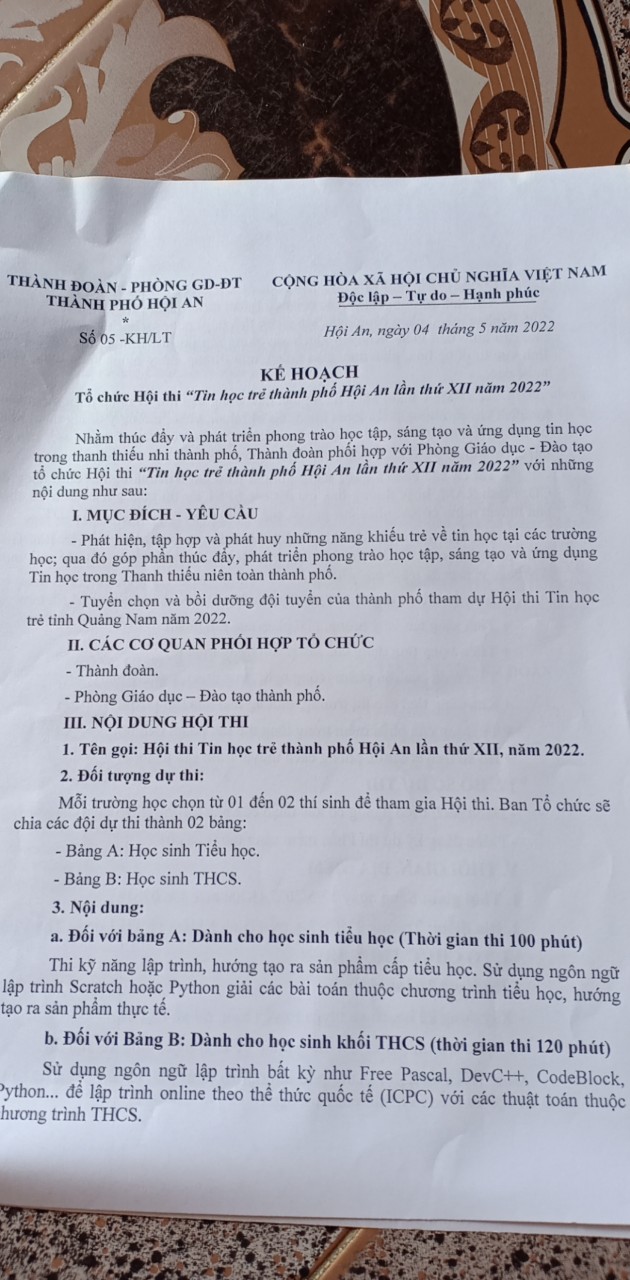 THÀNH ĐOÀN - PHÒNG GD-ĐT
THÀNH PHỐ HỘI AN
*
Số 05 -KH/LT
CỘNG HÒA XÃ HỘI CHỦ NGHĨA VIỆT NAM
Độc lập – Tự do – Hạnh phúc
Hội An, ngày 04 tháng 5 năm 2022
KẾ HOẠCH
Tổ chức Hội thi “Tin học trẻ thành phố Hội An lần thứ XII năm 2022”
Nhằm thúc đẩy và phát triển phong trào học tập, sáng tạo và ứng dụng tin học
trong thanh thiếu nhi thành phố, Thành đoàn phối hợp với Phòng Giáo dục - Đào tạo
tổ chức Hội thi “Tin học trẻ thành phố Hội An lần thứ XII năm 2022” với những
nội dung như sau:
I. MỤC ĐÍCH - YÊU CẦU
- Phát hiện, tập hợp và phát huy những năng khiếu trẻ về tin học tại các trường
học; qua đó góp phần thúc đẩy, phát triển phong trào học tập, sáng tạo và ứng dụng
Tin học trong Thanh thiếu niên toàn thành phố.
- Tuyển chọn và bồi dưỡng đội tuyển của thành phố tham dự Hội thi Tin học
trẻ tỉnh Quảng Nam năm 2022.
II. CÁC CƠ QUAN PHỐI HỢP TỔ CHỨC
- Thành đoàn.
- Phòng Giáo dục – Đào tạo thành phố.
III. NỘI DUNG HỘI THI
1. Tên gọi: Hội thi Tin học trẻ thành phố Hội An lần thứ XII, năm 2022.
2. Đối tượng dự thi:
Mỗi trường học chọn từ 01 đến 02 thí sinh để tham gia Hội thi. Ban Tổ chức sẽ
chia các đội dự thi thành 02 bảng:
- Bảng A: Học sinh Tiểu học.
- Bảng B: Học sinh THCS.
3. Nội dung:
a. Đối với bảng A: Dành cho học sinh tiểu học (Thời gian thi 100 phút)
Thi kỹ năng lập trình, hướng tạo ra sản phẩm cấp tiểu học. Sử dụng ngôn ngữ
lập trình Scratch hoặc Python giải các bài toán thuộc chương trình tiểu học, hướng
tạo ra sản phẩm thực tế.
b. Đối với Bảng B: Dành cho học sinh khối THCS (thời gian thi 120 phút)
Sử dụng ngôn ngữ lập trình bất kỳ như Free Pascal, DevC++, CodeBlock,
Python... để lập trình online theo thể thức quốc tế (ICPC) với các thuật toán thuộc
hương trình THCS.